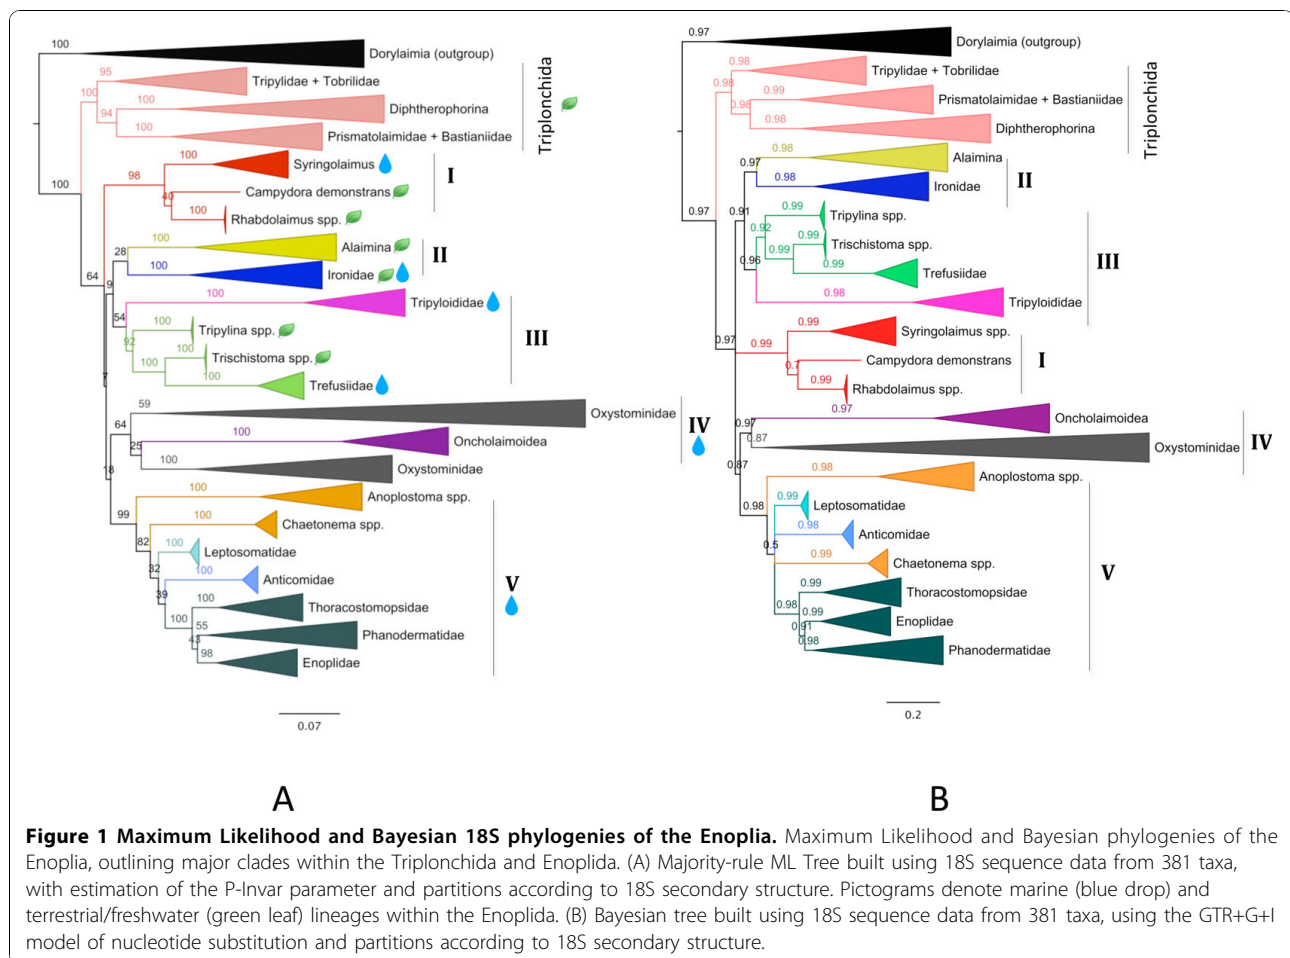 100
Dorylaimia (outgroup)
95
Tripylidae + Tobrilidae
100
100
Diphtherophorina
94
100
Prismatolaimidae + Bastianiidae
Triplonchida
100
100
Syringolaimus
98
I
Campydora demonstrans
40
100
Rhabdolaimus spp.
100
Alaimina
28
II
100
Ironidae
64
9
100
Tripyloididae
54
100
Tripylina spp.
92
III
100
Trischistoma spp.
100
100
Trefusiidae
7
59
Oxystominidae
64
IV
100
Oncholaimoidea
25
100
Oxystominidae
18
100
Anoplostoma spp.
99
100
Chaetonema spp.
82
100
Leptosomatidae
32
100
Anticomidae
39
V
100
Thoracostomopsidae
100
55
Phanodermatidae
43
98
Enoplidae
0.07
A
0.97
Dorylaimia (outgroup)
0.98
Tripylidae + Tobrilidae
0.98
0.99
Prismatolaimidae + Bastianiidae
0.98
0.98
Diphtherophorina
Triplonchida
0.98
Alaimina
0.97
II
0.98
Ironidae
0.97
0.91
0.99
Tripylina spp.
0.92
0.99
Trischistoma spp.
0.99
III
0.96
0.99
Trefusiidae
0.98
Tripyloididae
0.99
Syringolaimus spp.
0.97
0.99
I
Campydora demonstrans
0.7
0.99
Rhabdolaimus spp.
0.97
Oncholaimoidea
0.97
0.87
IV
Oxystominidae
0.87
0.98
Anoplostoma spp.
0.99
Leptosomatidae
0.98
0.98
Anticomidae
0.5
0.99
Chaetonema spp.
V
0.99
Thoracostomopsidae
0.98
0.99
Enoplidae
0.91
0.98
Phanodermatidae
0.2
B
Figure 1 Maximum Likelihood and Bayesian 18S phylogenies of the Enoplia. Maximum Likelihood and Bayesian phylogenies of the
Enoplia, outlining major clades within the Triplonchida and Enoplida. (A) Majority-rule ML Tree built using 18S sequence data from 381 taxa,
with estimation of the P-Invar parameter and partitions according to 18S secondary structure. Pictograms denote marine (blue drop) and
terrestrial/freshwater (green leaf) lineages within the Enoplida. (B) Bayesian tree built using 18S sequence data from 381 taxa, using the GTR+G+I
model of nucleotide substitution and partitions according to 18S secondary structure.